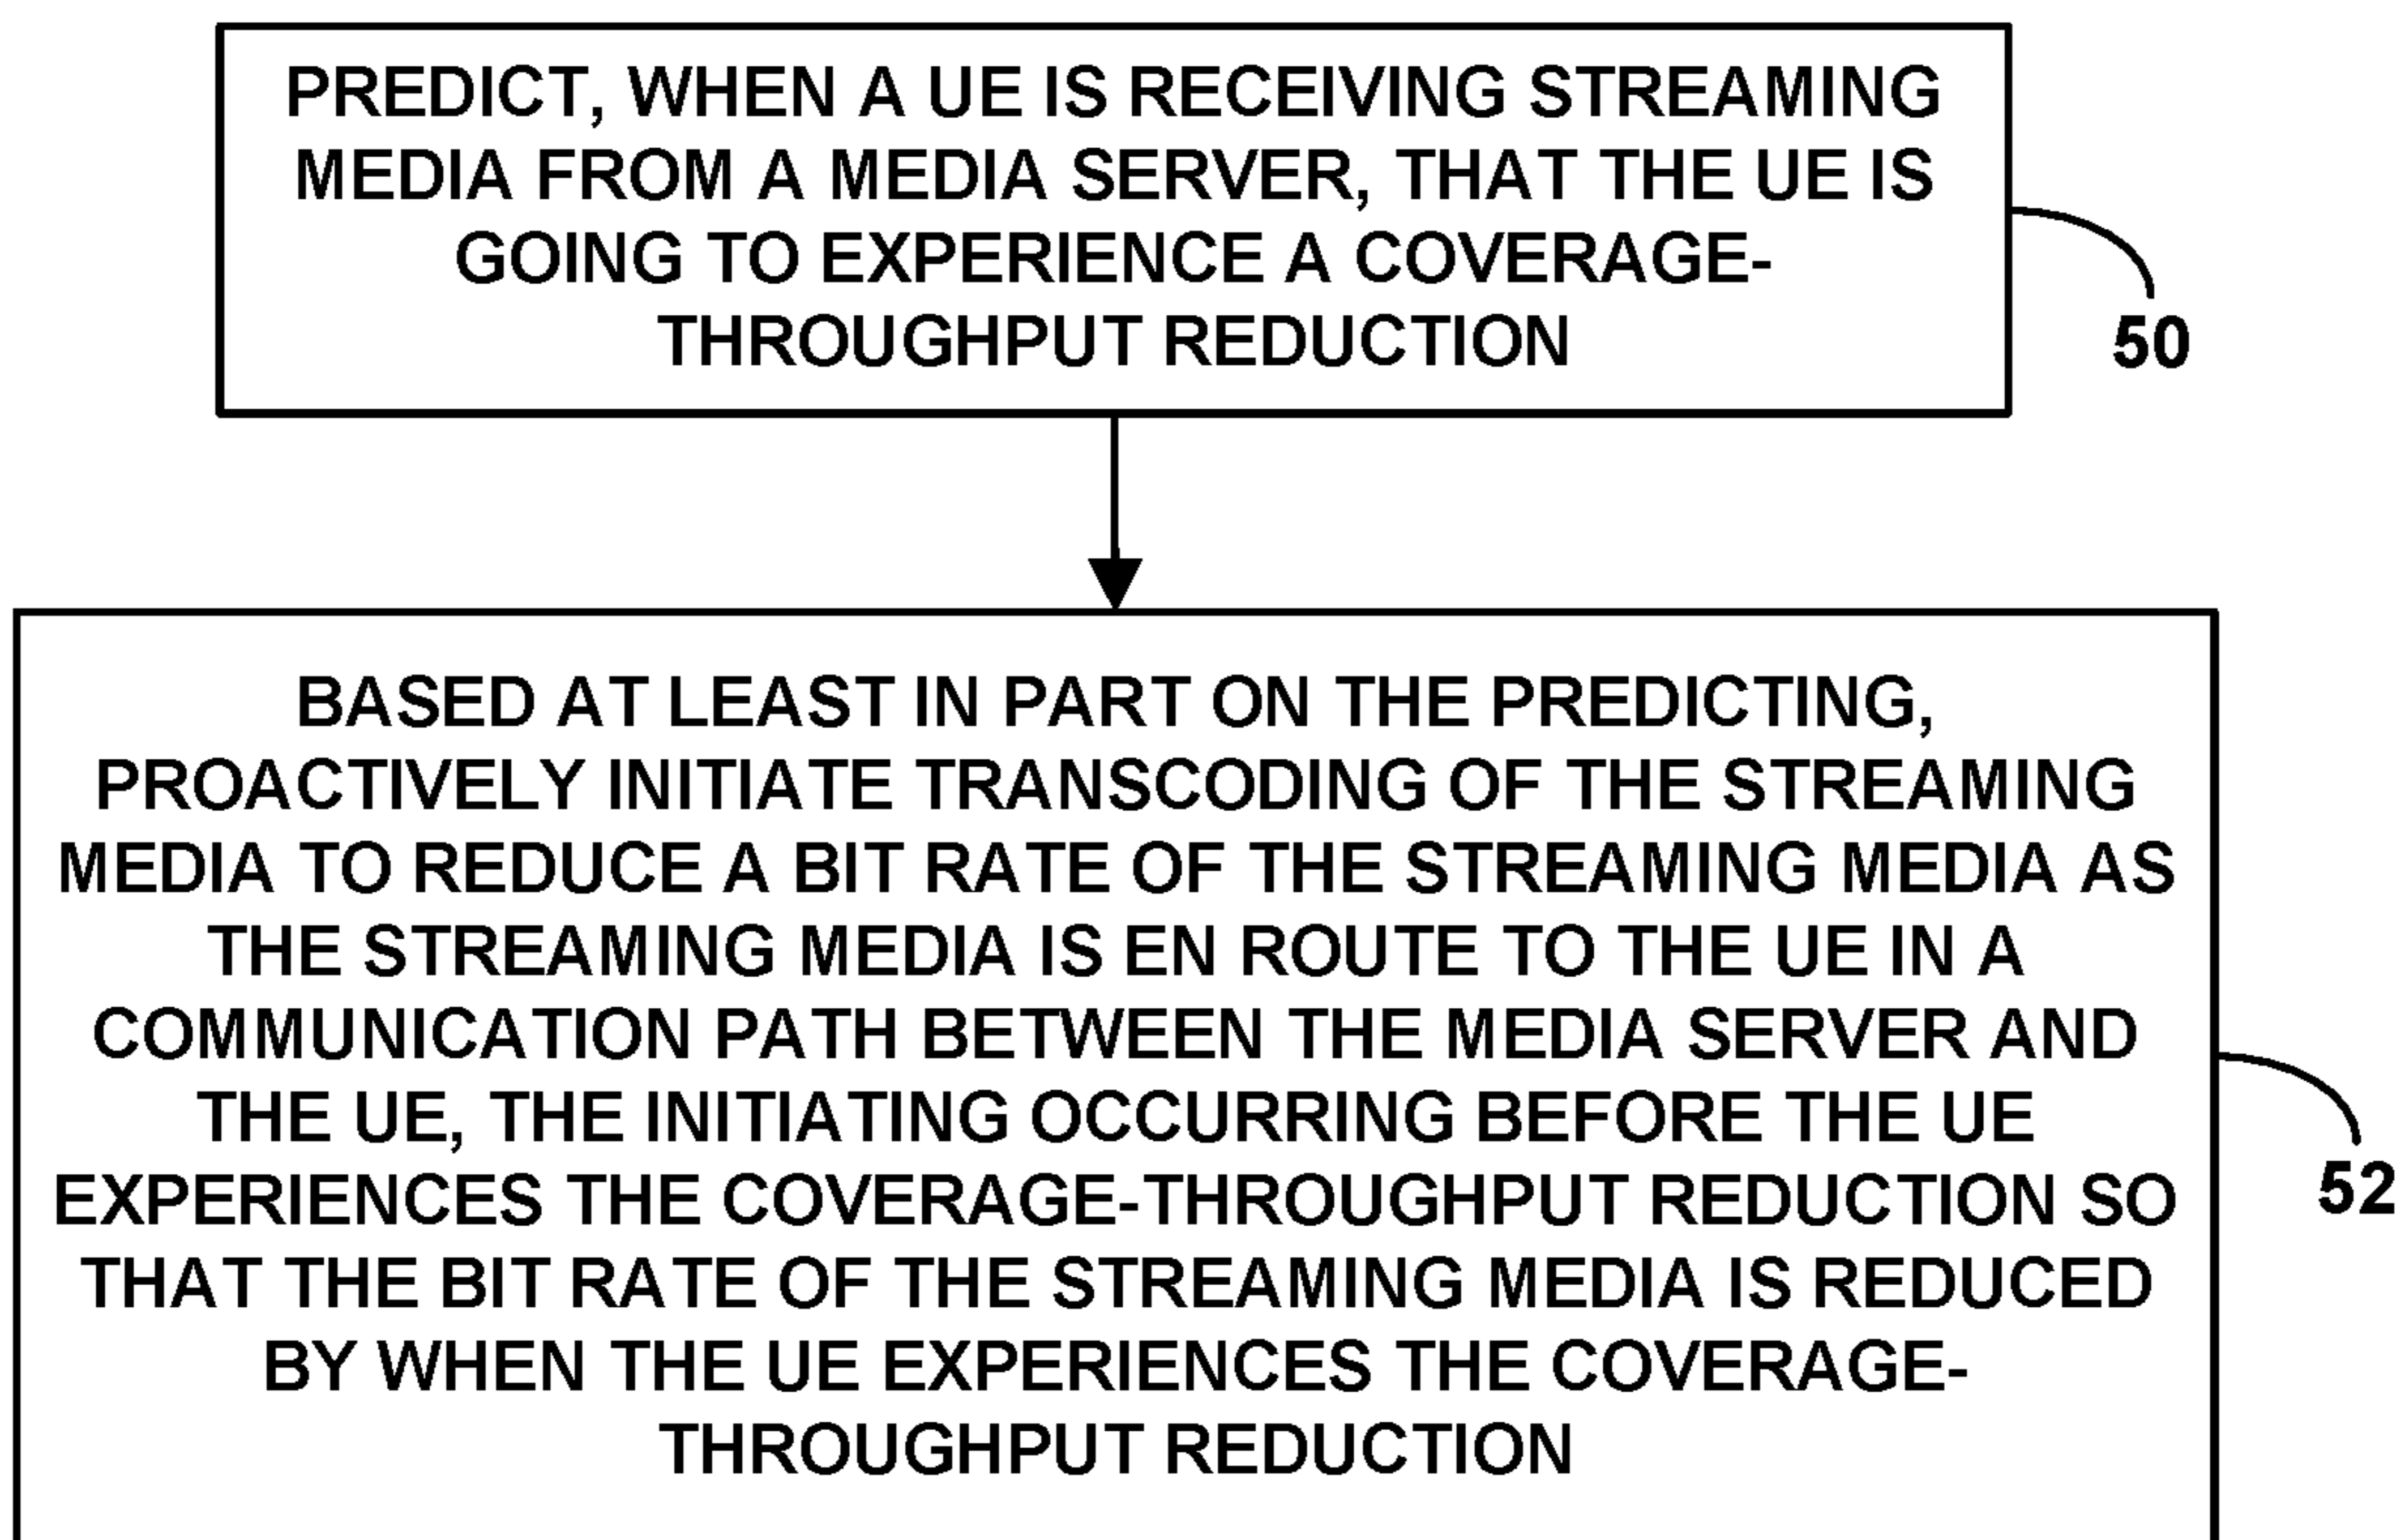 PREDICT, WHEN A UE IS RECEIVING STREAMING
MEDIA FROM A MEDIA SERVER, THAT THE UE IS
GOING TO EXPERIENCE A COVERAGE-
THROUGHPUT REDUCTION
50
BASED AT LEAST IN PART ON THE PREDICTING,
PROACTIVELY INITIATE TRANSCODING OF THE STREAMING
MEDIA TO REDUCE A BIT RATE OF THE STREAMING MEDIA AS
THE STREAMING MEDIA IS EN ROUTE TO THE UE IN A
COMMUNICATION PATH BETWEEN THE MEDIA SERVER AND
THE UE, THE INITIATING OCCURRING BEFORE THE UE
EXPERIENCES THE COVERAGE-THROUGHPUT REDUCTION SO
THAT THE BIT RATE OF THE STREAMING MEDIA IS REDUCED
BY WHEN THE UE EXPERIENCES THE COVERAGE-
THROUGHPUT REDUCTION
52